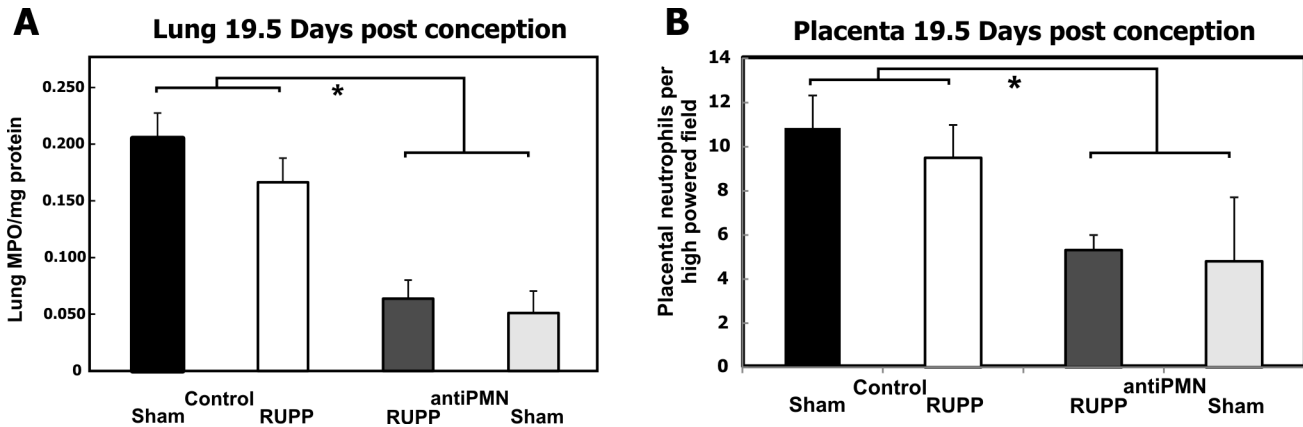 A
Lung 19.5 Days post conception
Lung MPO/mg protein
0.250
0.200
0.150
0.100
0.050
0
*
Control
antiPMN
Sham
RUPP
RUPP
Sham
B
Placenta 19.5 Days post conception
Placental neutrophils per
high powered field
14
12
10
8
6
4
2
0
*
Control
antiPMN
Sham
RUPP
RUPP
Sham